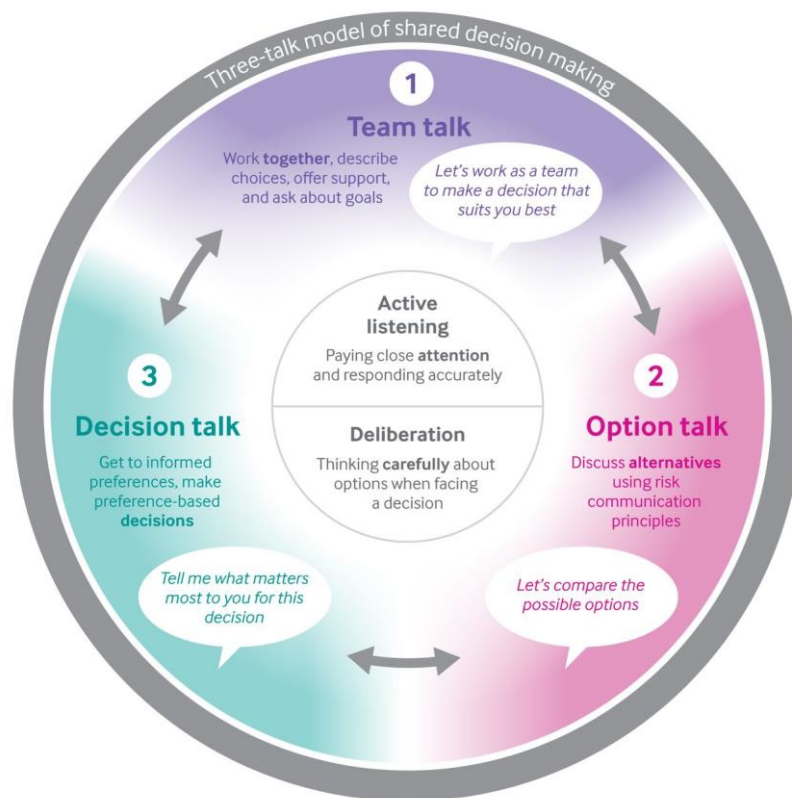 Three-talk model of shared decision making
1
Team talk
Work together, describe
choices, offer support,
and ask about goals
Let's work as a team
to make a decision that
suits you best
Active
listening
Paying close attention
and responding accurately
Deliberation
Thinking carefully about
options when facing
a decision
2
Option talk
Discuss alternatives
using risk
communication
principles
Let's compare the
possible options
3
Decision talk
Get to informed
preferences, make
preference-based
decisions
Tell me what matters
most to you for this
decision